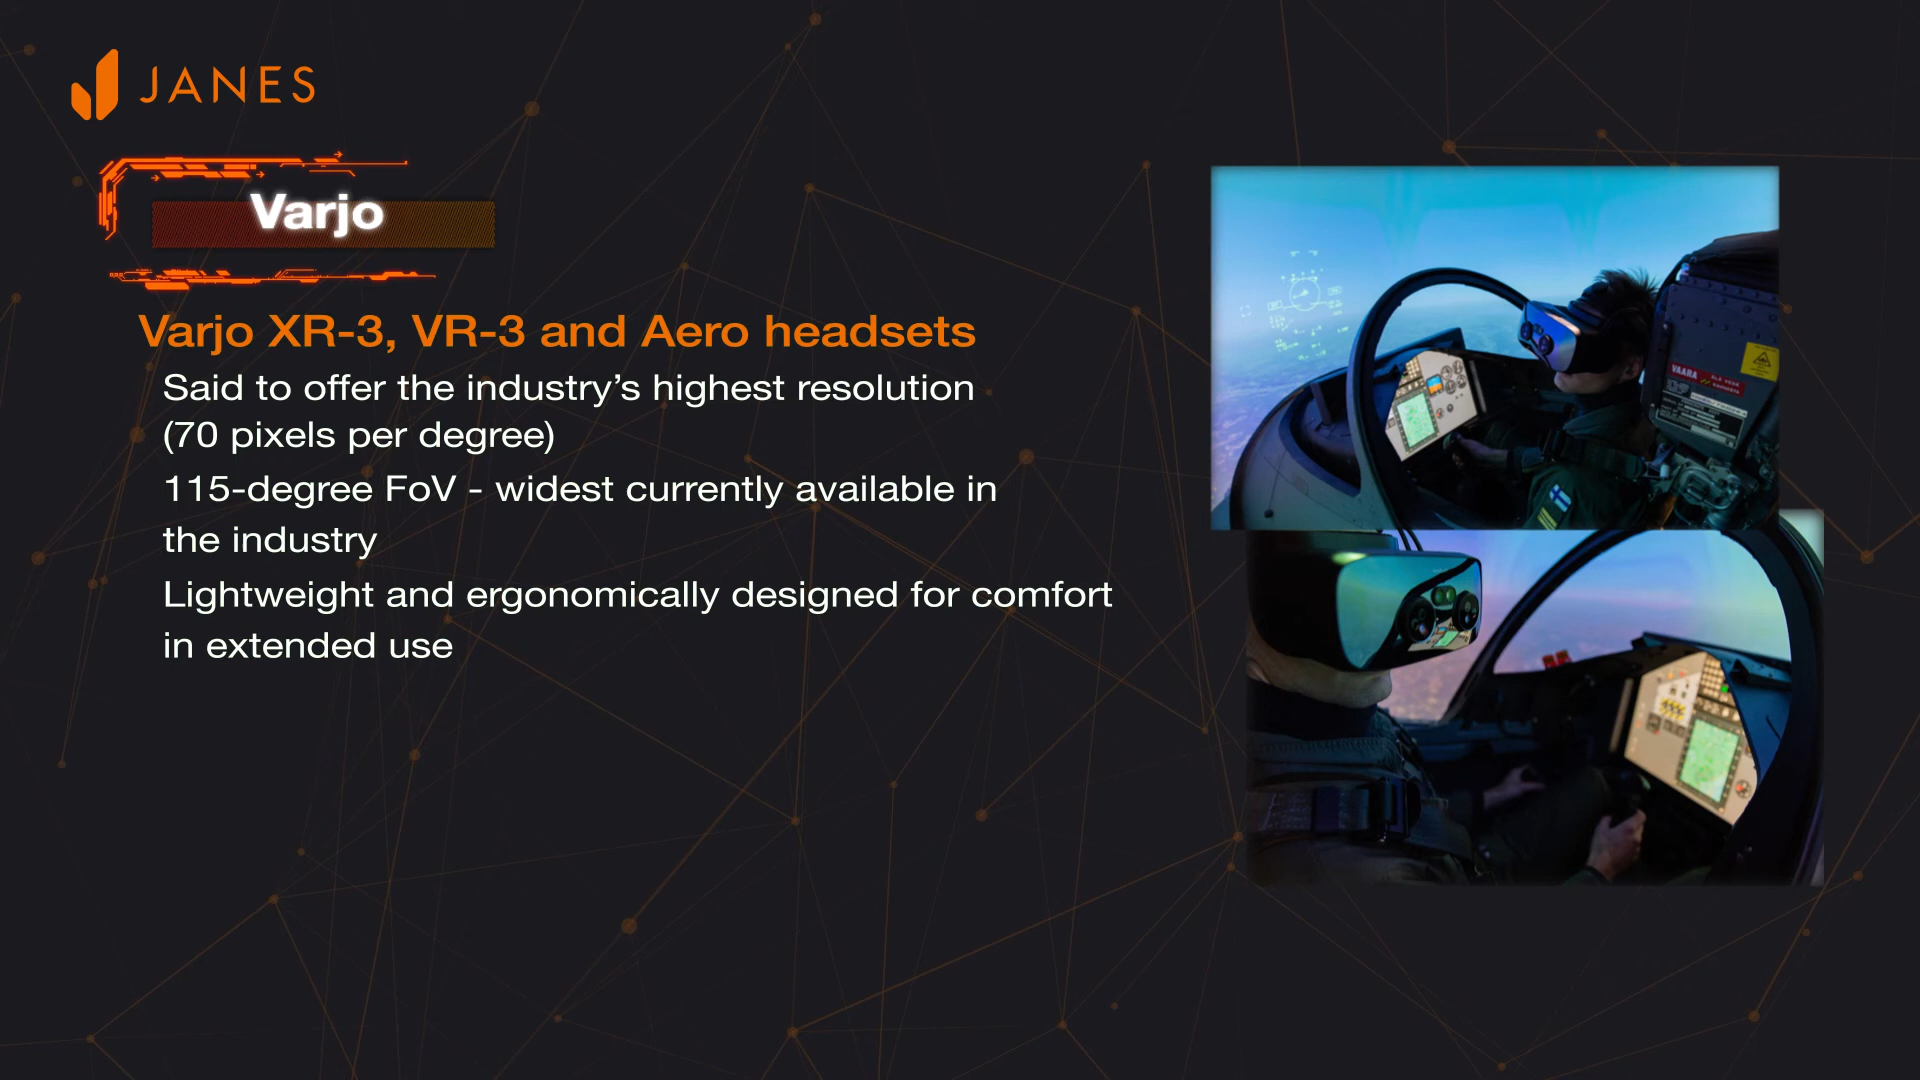 JANES
Varjo
Varjo XR-3, VR-3 and Aero headsets
Said to offer the industry’s highest resolution
(70 pixels per degree)
115-degree FoV - widest currently available in
the industry
Lightweight and ergonomically designed for comfort
in extended use
VAARA